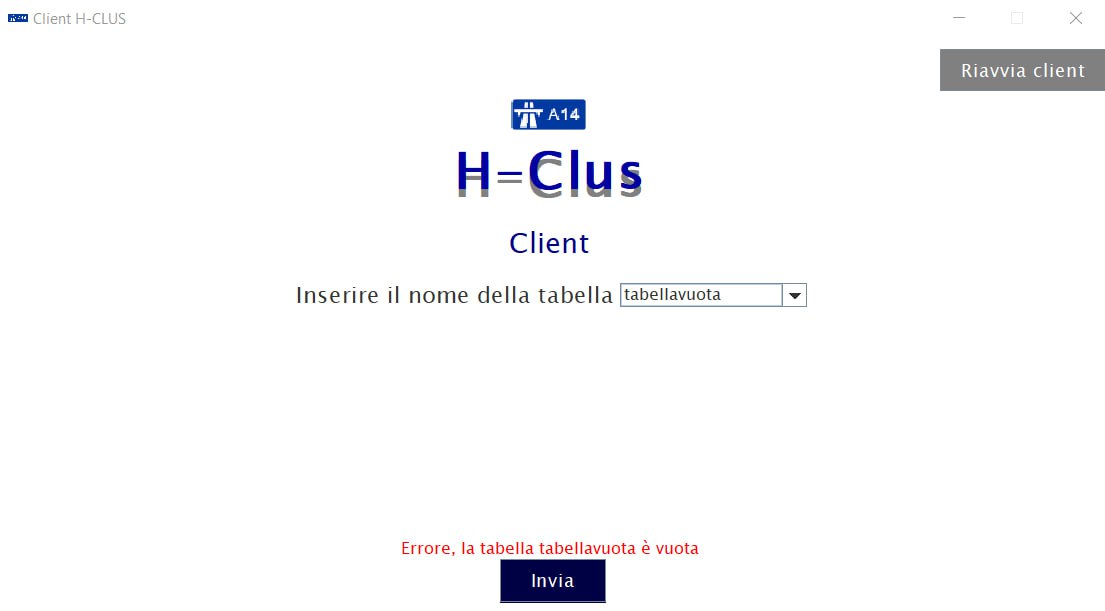 Client H-CLUS
Riavvia client
A14
H-Clus
Client
Inserire il nome della tabella tabellavuota
Errore, la tabella tabellavuota è vuota
Invia